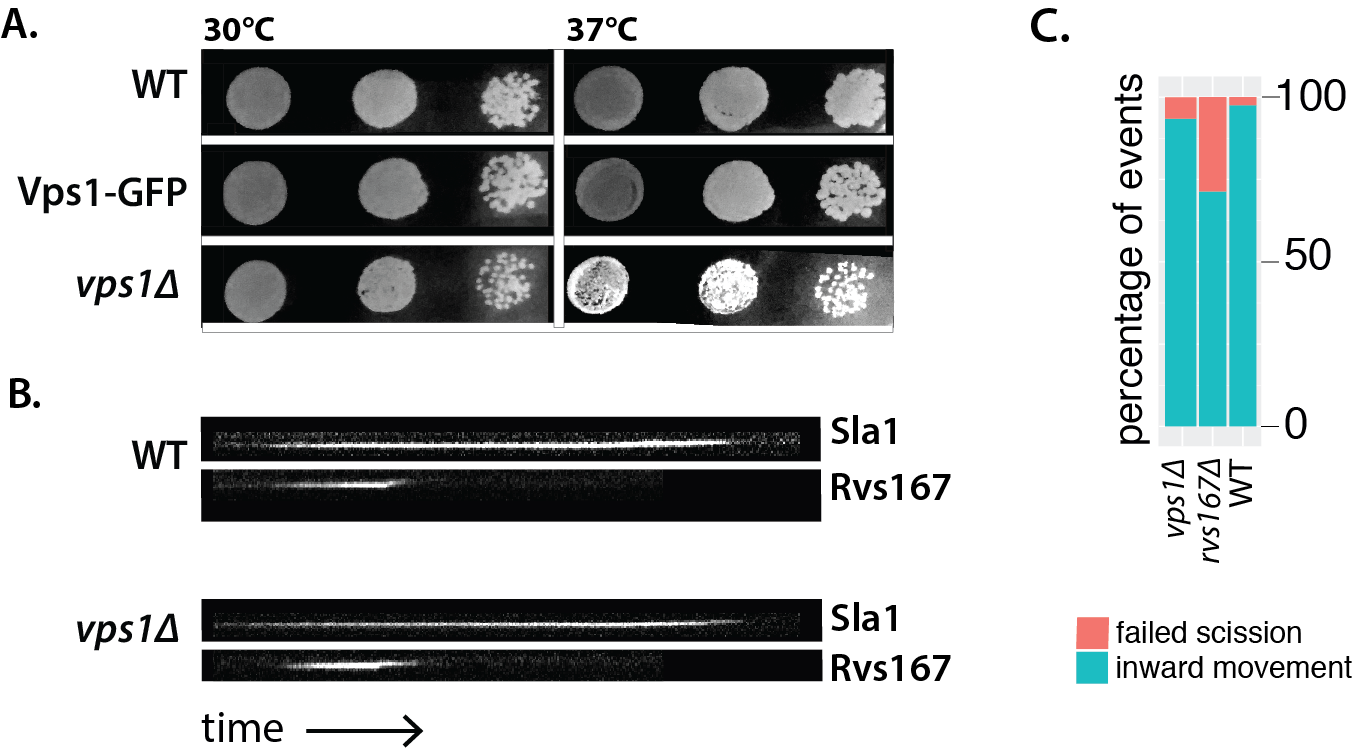 A.
30°C 37°C
WT
Vps1-GFP
vps1Δ
B.
WT
Sla1
Rvs167
vps1Δ
Sla1
Rvs167
time
C.
percentage of events
100
50
0
vps1Δ
rvs167Δ
WT
failed scission
inward movement